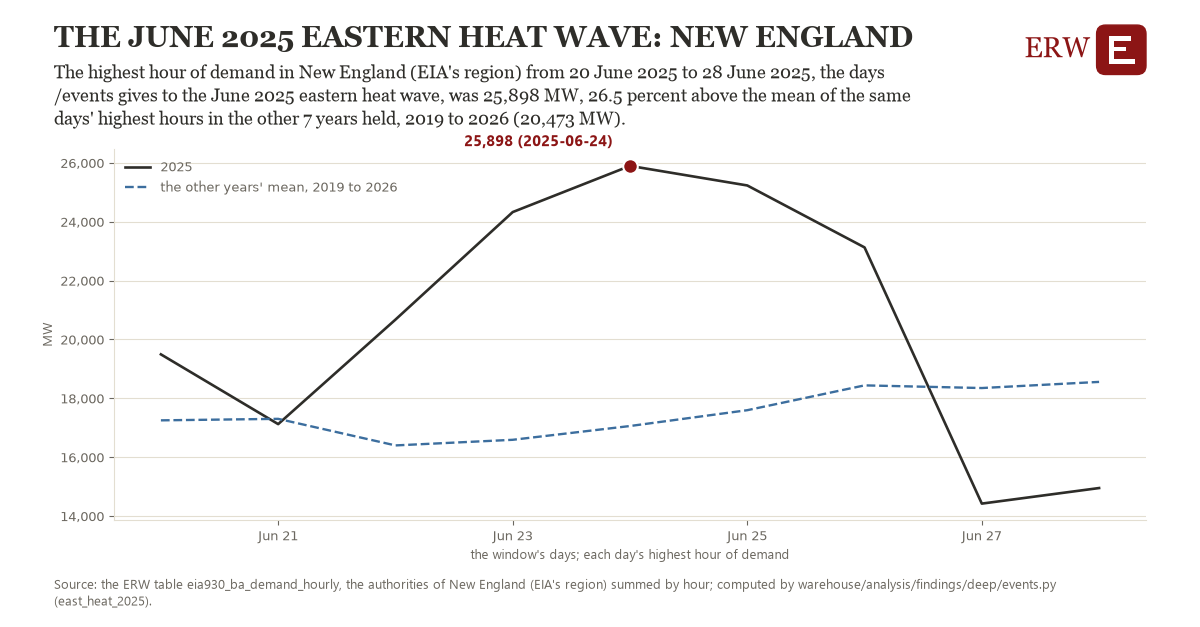 THE JUNE 2025 EASTERN HEAT WAVE: NEW ENGLAND
ERW E
The highest hour of demand in New England (EIA's region) from 20 June 2025 to 28 June 2025, the days
/events gives to the June 2025 eastern heat wave, was 25,898 MW, 26.5 percent above the mean of the same
days' highest hours in the other 7 years held, 2019 to 2026 (20,473 MW).
25,898 (2025-06-24)
2025
the other years' mean, 2019 to 2026
26,000
24,000
22,000
20,000
18,000
16,000
14,000
MW
Jun 21
Jun 23
Jun 25
Jun 27
the window's days; each day's highest hour of demand
Source: the ERW table eia930_ba_demand_hourly, the authorities of New England (EIA's region) summed by hour; computed by warehouse/analysis/findings/deep/events.py
(east_heat_2025).